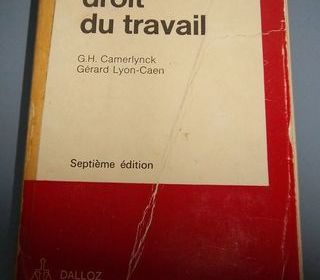 droit
du travail
G.H. Camerlynck
Gérard Lyon-Caen
Septième édition
DALLOZ